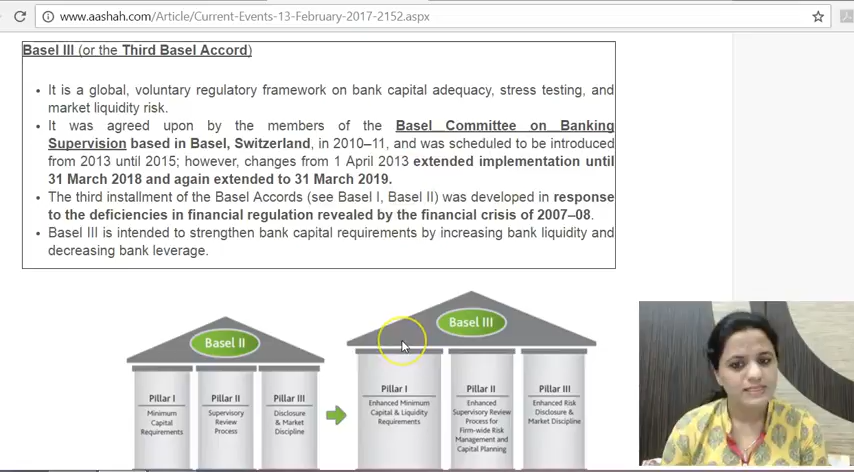 www.aashah.com/Article/Current-Events-13-February-2017-2152.aspx
Basel III (or the Third Basel Accord)
• It is a global, voluntary regulatory framework on bank capital adequacy, stress testing, and
market liquidity risk.
• It was agreed upon by the members of the Basel Committee on Banking
Supervision based in Basel, Switzerland, in 2010–11, and was scheduled to be introduced
from 2013 until 2015; however, changes from 1 April 2013 extended implementation until
31 March 2018 and again extended to 31 March 2019.
• The third installment of the Basel Accords (see Basel I, Basel II) was developed in response
to the deficiencies in financial regulation revealed by the financial crisis of 2007–08.
• Basel III is intended to strengthen bank capital requirements by increasing bank liquidity and
decreasing bank leverage.
Basel II
Pillar I
Minimum
Capital
Requirements
Pillar II
Supervisory
Review
Process
Pillar III
Disclosure
& Market
Discipline
Basel III
Pillar I
Enhanced Minimum
Capital & Liquidity
Requirements
Pillar II
Enhanced
Supervisory Review
Process for
Firm-wide Risk
Management and
Capital Planning
Pillar III
Enhanced Risk
Disclosure &
Market Discipline